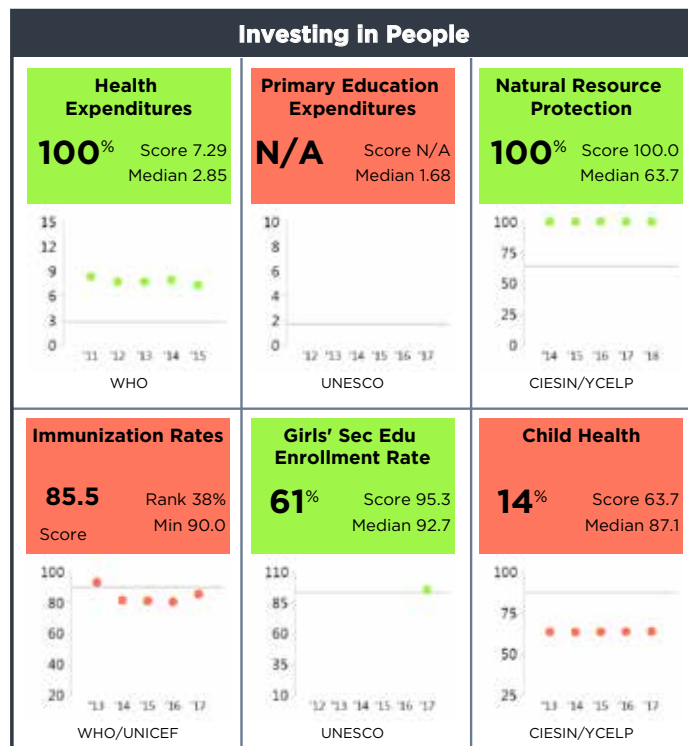 Investing in People
Health
Expenditures
100%
Score 7.29
Median 2.85
15
12
9
6
3
0
'11 '12 '13 '14 '15
WHO
Primary Education
Expenditures
N/A
Score N/A
Median 1.68
10
8
6
4
2
0
'12 '13 '14 '15 '16 '17
UNESCO
Natural Resource
Protection
100%
Score 100.0
Median 63.7
100
75
50
25
0
'14 '15 '16 '17 '18
CIESIN/YCELP
Immunization Rates
85.5
Score
Rank 38%
Min 90.0
100
80
60
40
20
'13 '14 '15 '16 '17
WHO/UNICEF
Girls' Sec Edu
Enrollment Rate
61%
Score 95.3
Median 92.7
110
85
60
35
10
'12 '13 '14 '15 '16 '17
UNESCO
Child Health
14%
Score 63.7
Median 87.1
100
75
50
25
'13 '14 '15 '16 '17
CIESIN/YCELP